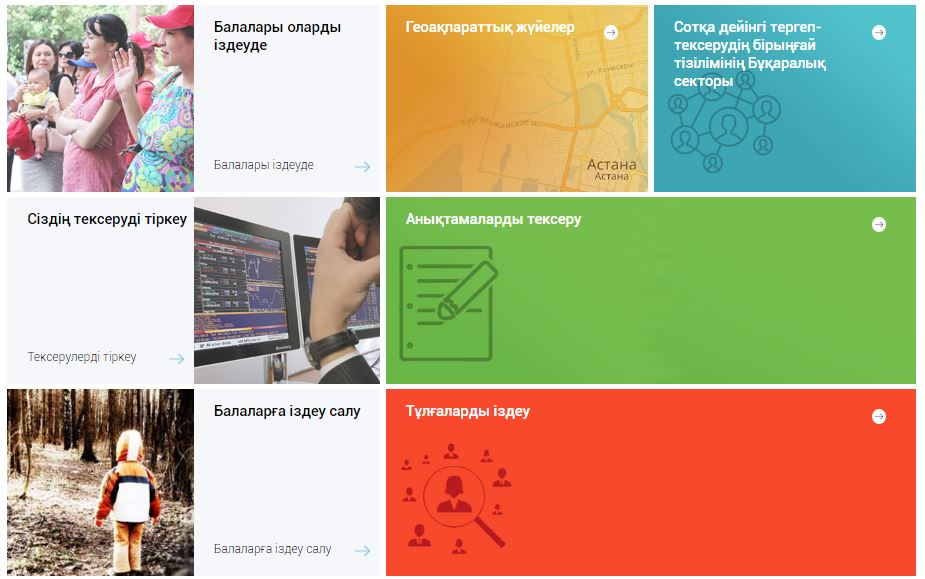 Балалары оларды
іздеуде
Балалары іздеуде
Геоақпараттық жүйелер
ул. Кенесары
Астана
Астана
Сотқа дейінгі тергеп-
тексерудің бірыңғай
тізілімінің Бұқаралық
секторы
Сіздің тексеруді тіркеу
Тексерулерді тіркеу
Анықтамаларды тексеру
Балаларға іздеу салу
Балаларға іздеу салу
Тұлғаларды іздеу